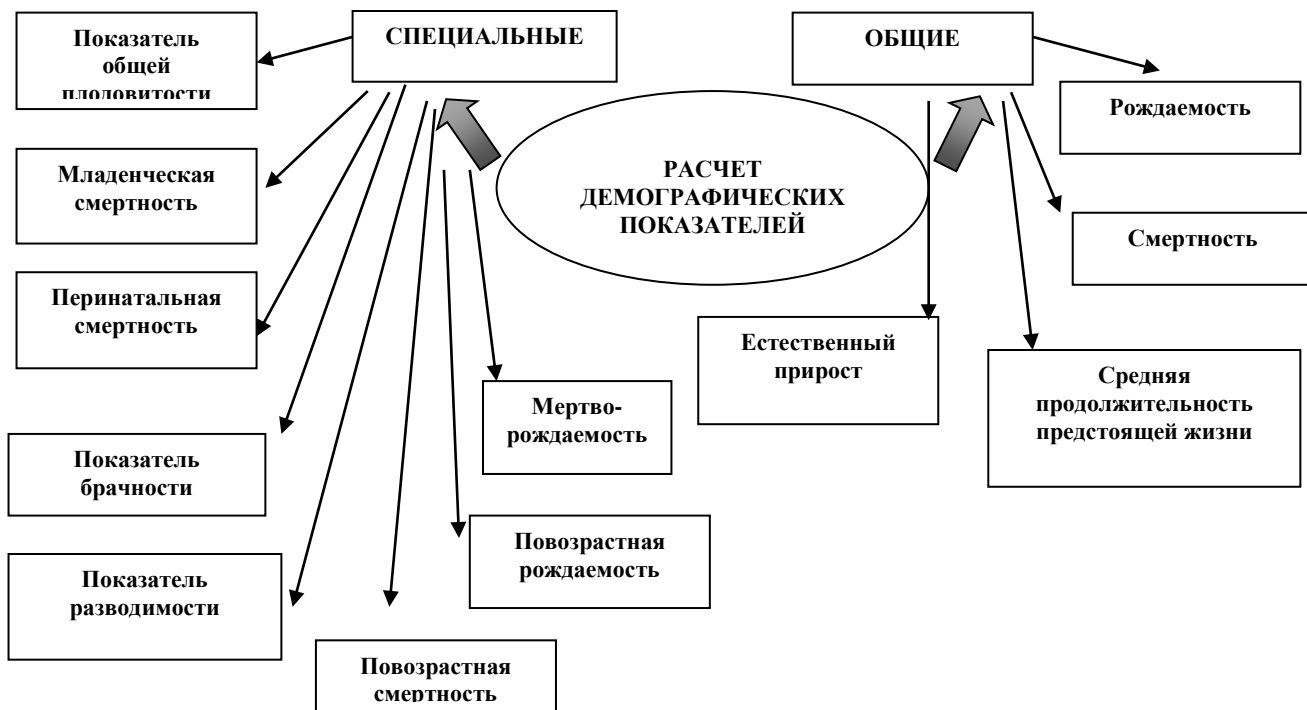 Показатель
общей
плодовитости
СПЕЦИАЛЬНЫЕ
ОБЩИЕ
Рождаемость
Младенческая
смертность
РАСЧЕТ
ДЕМОГРАФИЧЕСКИХ
ПОКАЗАТЕЛЕЙ
Смертность
Перинатальная
смертность
Естественный
прирост
Средняя
продолжительность
предстоящей жизни
Мертво-
рождаемость
Показатель
брачности
Повозрастная
рождаемость
Показатель
разводимости
Повозрастная
смертность